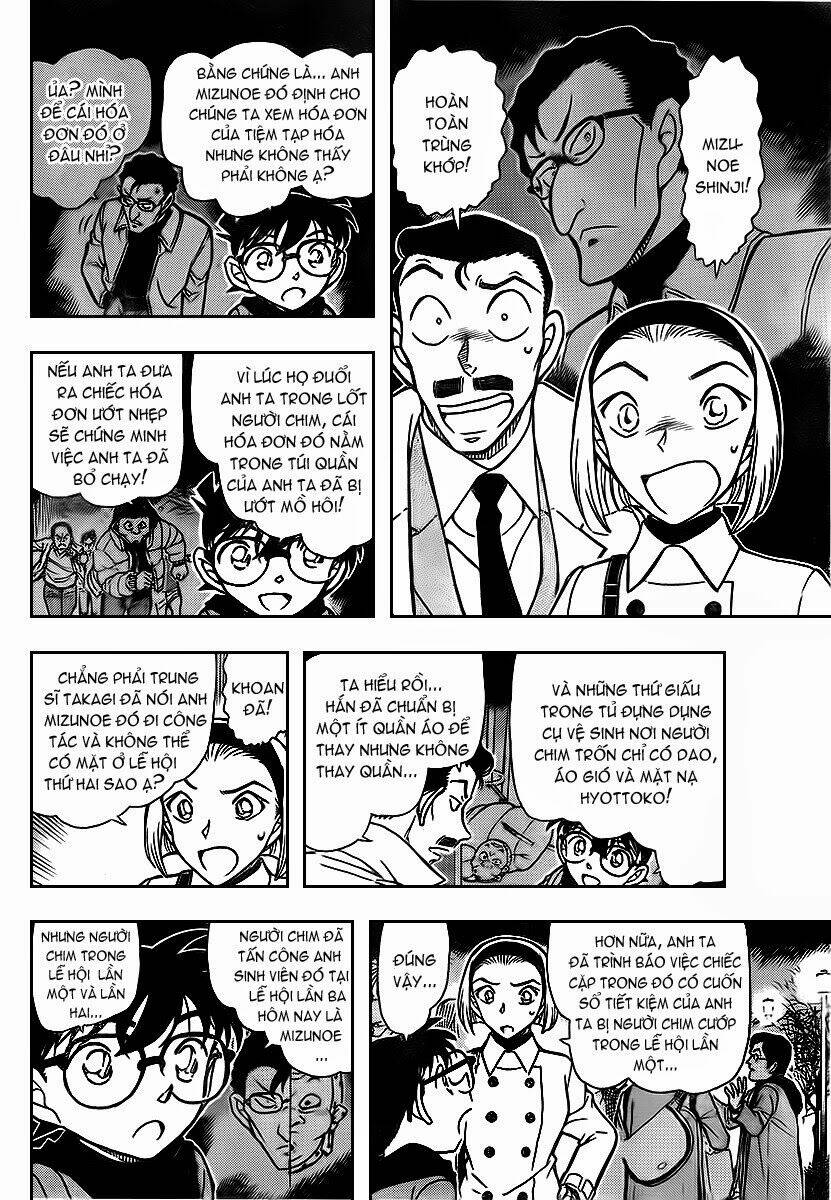 MIZU-
NOE
SHINJI!
HOÀN
TOÀN
TRÙNG
KHỚP!
BẰNG CHỨNG LÀ... ANH
MIZUNOE ĐÓ ĐỊNH CHO
CHÚNG TA XEM HÓA ĐƠN
CỦA TIỆM TẠP HÓA
NHƯNG KHÔNG THẤY
PHẢI KHÔNG Ạ?
ỦA? MÌNH
ĐỂ CÁI HÓA
ĐƠN ĐÓ Ở
ĐÂU NHỈ?
VÌ LÚC HỌ ĐUỔI
ANH TA TRONG LỐT
NGƯỜI CHIM, CÁI
HÓA ĐƠN ĐÓ NẰM
TRONG TÚI QUẦN
CỦA ANH TA ĐÃ BỊ
ƯỚT MỒ HÔI!
NẾU ANH TA ĐƯA
RA CHIẾC HÓA
ĐƠN ƯỚT NHẸP
SẼ CHỨNG MINH
VIỆC ANH TA ĐÃ
BỎ CHẠY!
VÀ NHỮNG THỨ GIẤU
TRONG TỦ ĐỰNG DỤNG
CỤ VỆ SINH NƠI NGƯỜI
CHIM TRỐN CHỈ CÓ DAO,
ÁO GIÓ VÀ MẶT NẠ
HYOTTOKO!
TA HIỂU RỒI...
HẮN ĐÃ CHUẨN BỊ
MỘT ÍT QUẦN ÁO ĐỂ
THAY NHƯNG KHÔNG
THAY QUẦN...
KHOAN
ĐÃ!
CHẲNG PHẢI TRUNG
SĨ TAKAGI ĐÃ NÓI ANH
MIZUNOE ĐÓ ĐI CÔNG
TÁC VÀ KHÔNG THỂ
CÓ MẶT Ở LỄ HỘI
THỨ HAI SAO Ạ?
HƠN NỮA, ANH TA
ĐÃ TRÌNH BÁO VIỆC CHIẾC
CẶP TRONG ĐÓ CÓ CUỐN
SỔ TIẾT KIỆM CỦA ANH
TA BỊ NGƯỜI CHIM CƯỚP
TRONG LỄ HỘI LẦN
MỘT...
ĐÚNG
VẬY...
NGƯỜI CHIM ĐÃ
TẤN CÔNG ANH
SINH VIÊN ĐÓ TẠI
LỄ HỘI LẦN BA
HÔM NAY LÀ
MIZUNOE
...
NHƯNG NGƯỜI
CHIM TRONG
LỄ HỘI LẦN
MỘT VÀ LẦN
HAI...